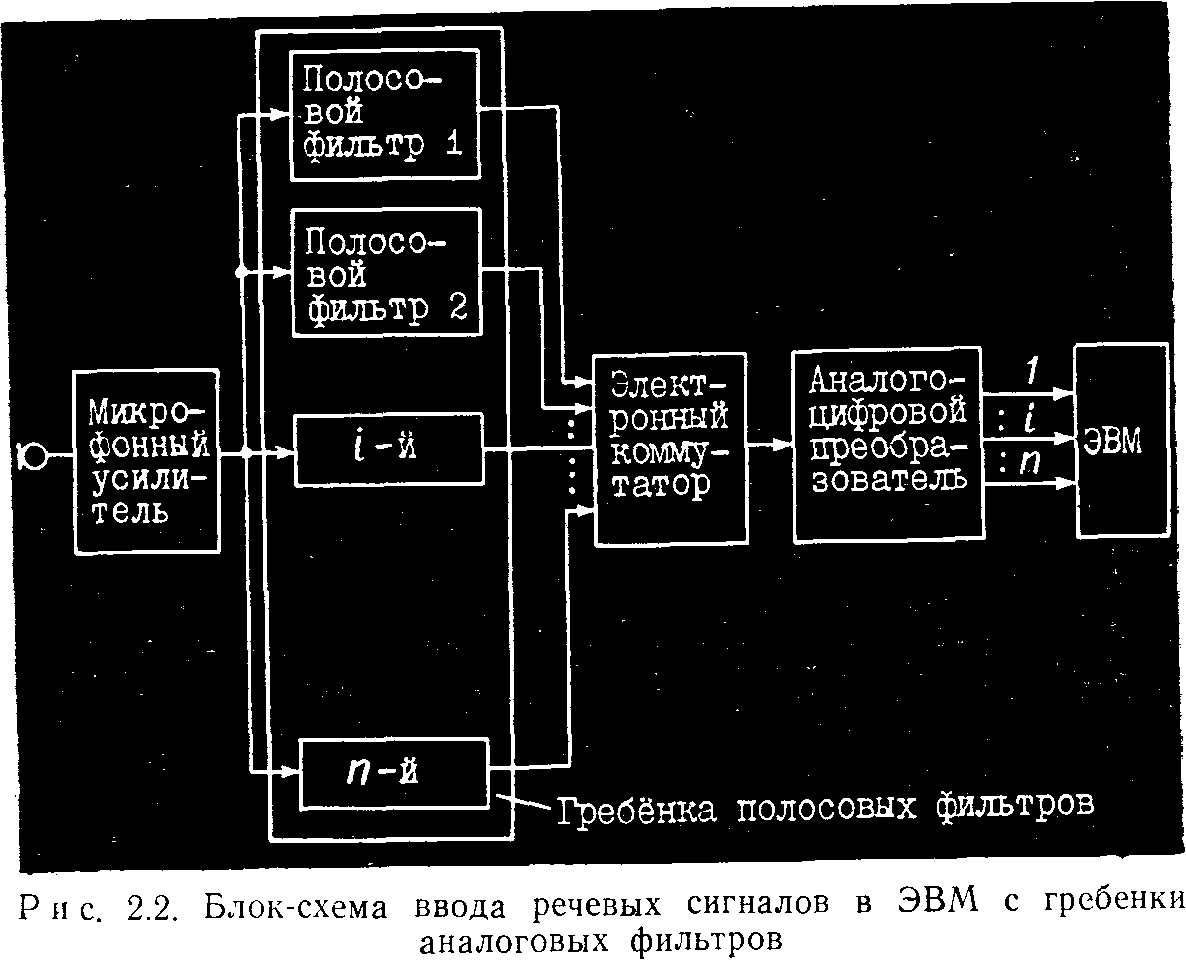 Полосо-
вой
фильтр 1
Полосо-
вой
фильтр 2
Микро-
фонный
усили-
тель
i-й
n-й
Элект-
ронный
комму-
татор
Аналого-
цифровой
преобра-
зователь
1
i
n
ЭВМ
Гребёнка полосовых фильтров
Рис. 2.2. Блок-схема ввода речевых сигналов в ЭВМ с гребенки
аналоговых фильтров